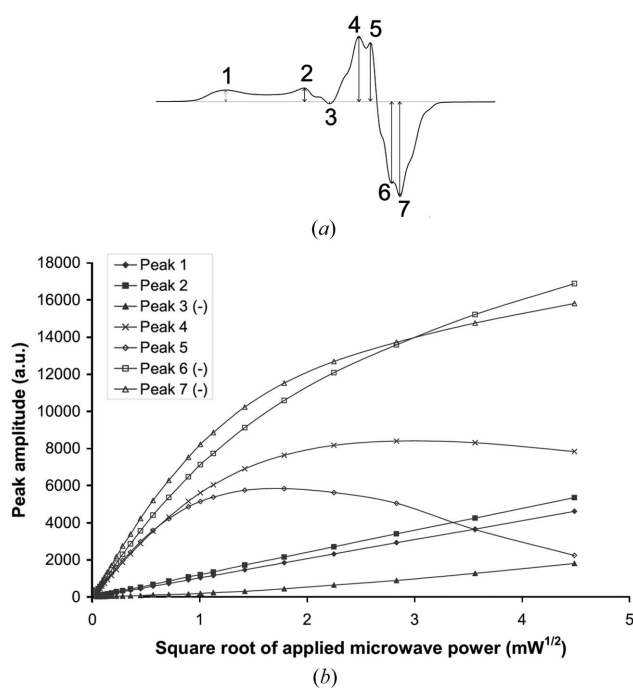 1
2
3
4
5
6
7
(a)
18000
16000
14000
12000
10000
8000
6000
4000
2000
0
Peak amplitude (a.u.)
Peak 1
Peak 2
Peak 3 (-)
Peak 4
Peak 5
Peak 6 (-)
Peak 7 (-)
0
1
2
3
4
5
Square root of applied microwave power (mW^1/2)
(b)